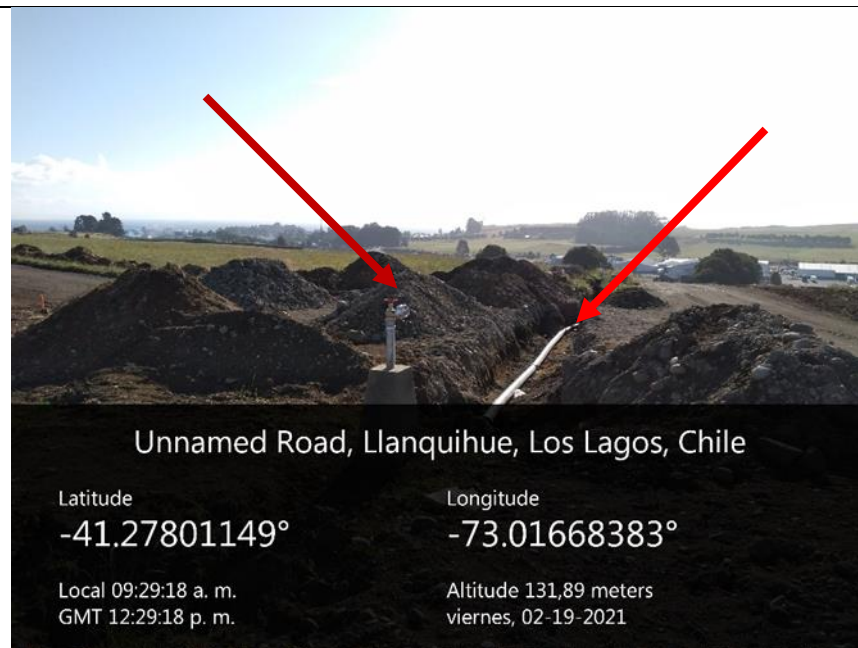 Unnamed Road, Llanquihue, Los Lagos, Chile
Latitude
-41.27801149°
Longitude
-73.01668383°
Local 09:29:18 a. m.
GMT 12:29:18 p. m.
Altitude 131,89 meters
viernes, 02-19-2021